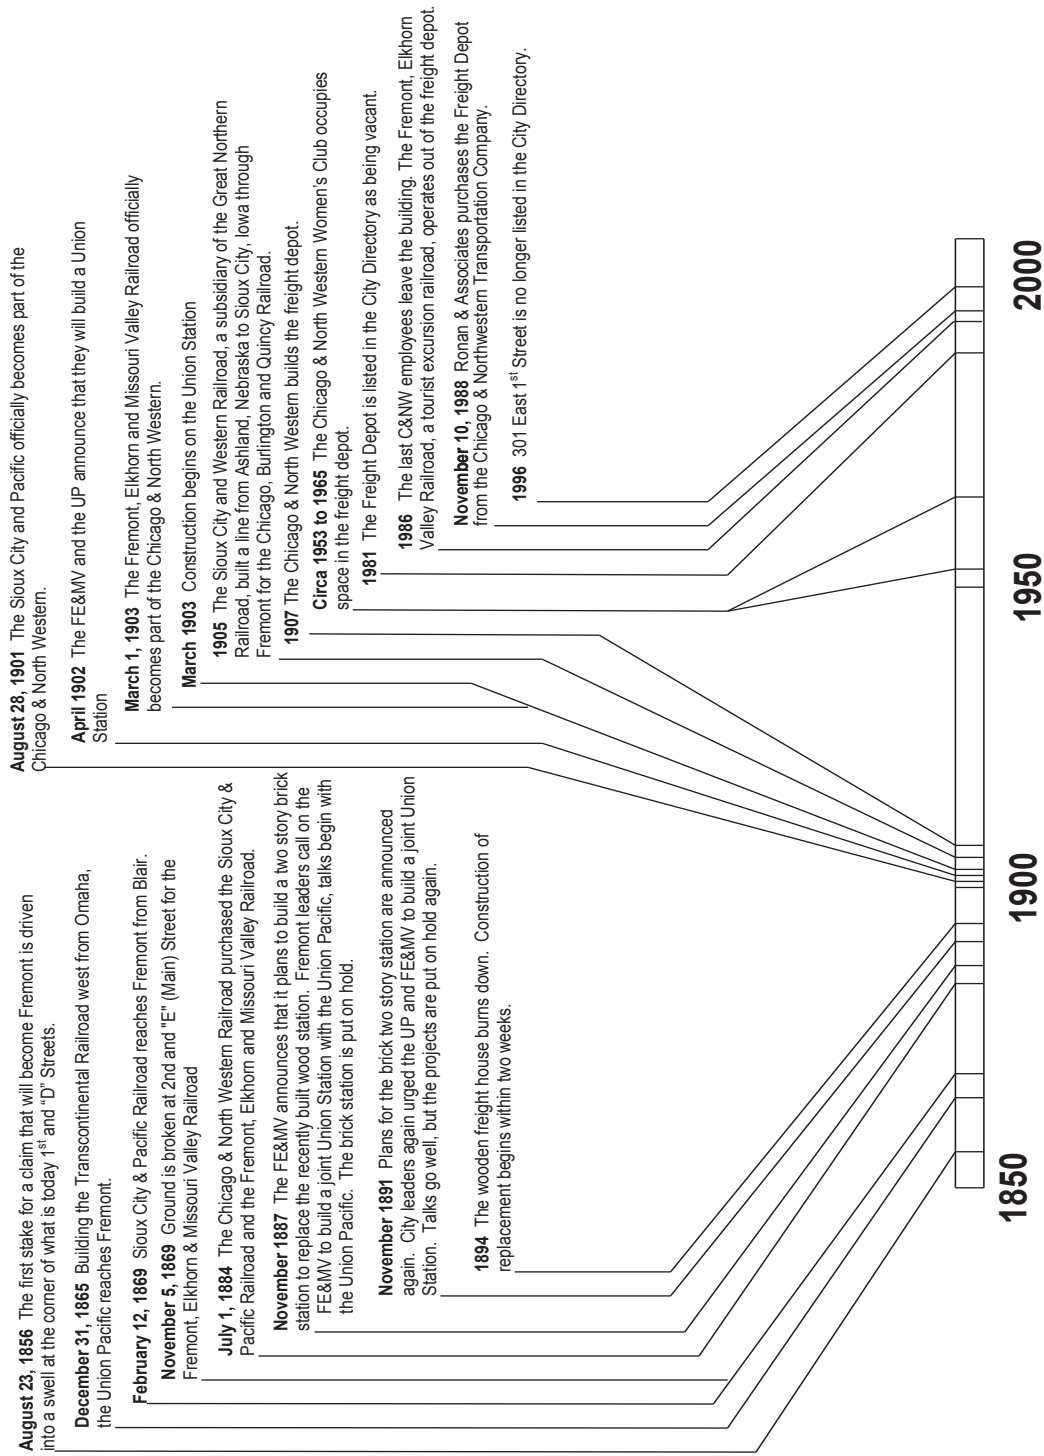 August 23, 1856 The first stake for a claim that will become Fremont is driven
into a swell at the corner of what is today 1st and “D” Streets.
December 31, 1865 Building the Transcontinental Railroad west from Omaha,
the Union Pacific reaches Fremont.
February 12, 1869 Sioux City & Pacific Railroad reaches Fremont from Blair.
November 5, 1869 Ground is broken at 2nd and "E" (Main) Street for the
Fremont, Elkhorn & Missouri Valley Railroad
July 1, 1884 The Chicago & North Western Railroad purchased the Sioux City &
Pacific Railroad and the Fremont, Elkhorn and Missouri Valley Railroad.
November 1887 The FE&MV announces that it plans to build a two story brick
station to replace the recently built wood station. Fremont leaders call on the
FE&MV to build a joint Union Station with the Union Pacific, talks begin with
the Union Pacific. The brick station is put on hold.
November 1891 Plans for the brick two story station are announced
again. City leaders again urged the UP and FE&MV to build a joint Union
Station. Talks go well, but the projects are put on hold again.
1894 The wooden freight house burns down. Construction of
replacement begins within two weeks.
August 28, 1901 The Sioux City and Pacific officially becomes part of the
Chicago & North Western.
April 1902 The FE&MV and the UP announce that they will build a Union
Station
March 1, 1903 The Fremont, Elkhorn and Missouri Valley Railroad officially
becomes part of the Chicago & North Western.
March 1903 Construction begins on the Union Station
1905 The Sioux City and Western Railroad, a subsidiary of the Great Northern
Railroad, built a line from Ashland, Nebraska to Sioux City, Iowa through
Fremont for the Chicago, Burlington and Quincy Railroad.
1907 The Chicago & North Western builds the freight depot.
Circa 1953 to 1965 The Chicago & North Western Women's Club occupies
space in the freight depot.
1981 The Freight Depot is listed in the City Directory as being vacant.
1986 The last C&NW employees leave the building. The Fremont, Elkhorn
Valley Railroad, a tourist excursion railroad, operates out of the freight depot.
November 10, 1988 Ronan & Associates purchases the Freight Depot
from the Chicago & Northwestern Transportation Company.
1996 301 East 1st Street is no longer listed in the City Directory.
1850
1900
1950
2000